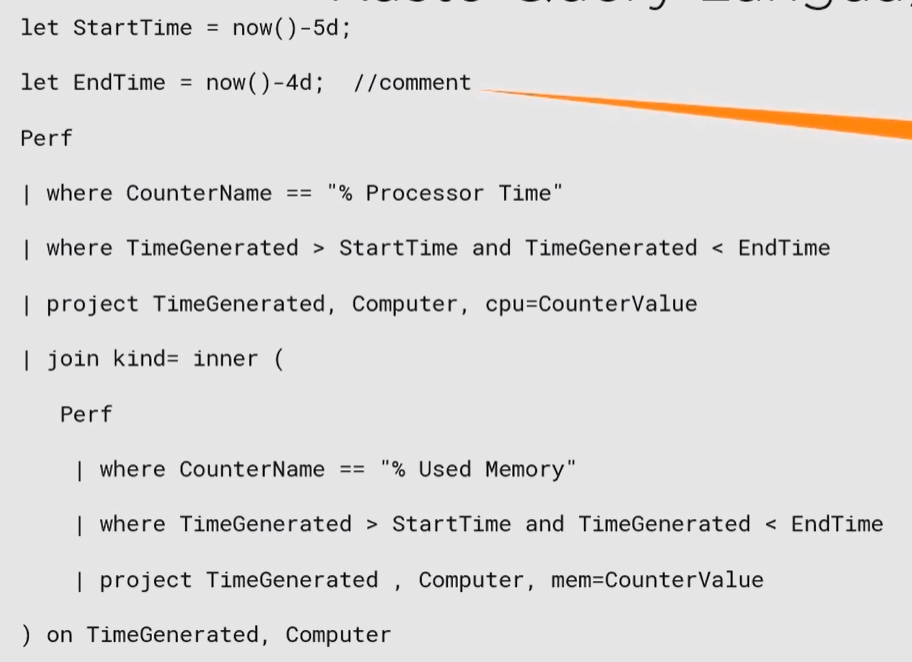 Query
let StartTime = now()-5d;
let EndTime = now()-4d;  //comment
Perf
| where CounterName == "% Processor Time"
| where TimeGenerated > StartTime and TimeGenerated < EndTime
| project TimeGenerated, Computer, cpu=CounterValue
| join kind= inner (
Perf
| where CounterName == "% Used Memory"
| where TimeGenerated > StartTime and TimeGenerated < EndTime
| project TimeGenerated , Computer, mem=CounterValue
) on TimeGenerated, Computer